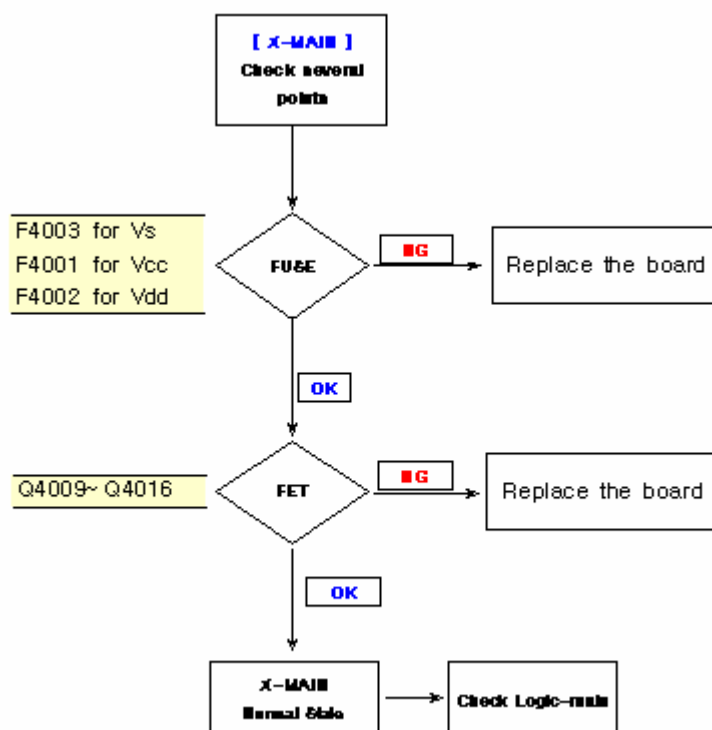 [ X-MAIN ]
Check several
points
F4003 for Vs
F4001 for Vcc
F4002 for Vdd
FUSE
NG
Replace the board
OK
Q4009~ Q4016
FET
NG
Replace the board
OK
X-MAIN
Normal State
Check Logic-main